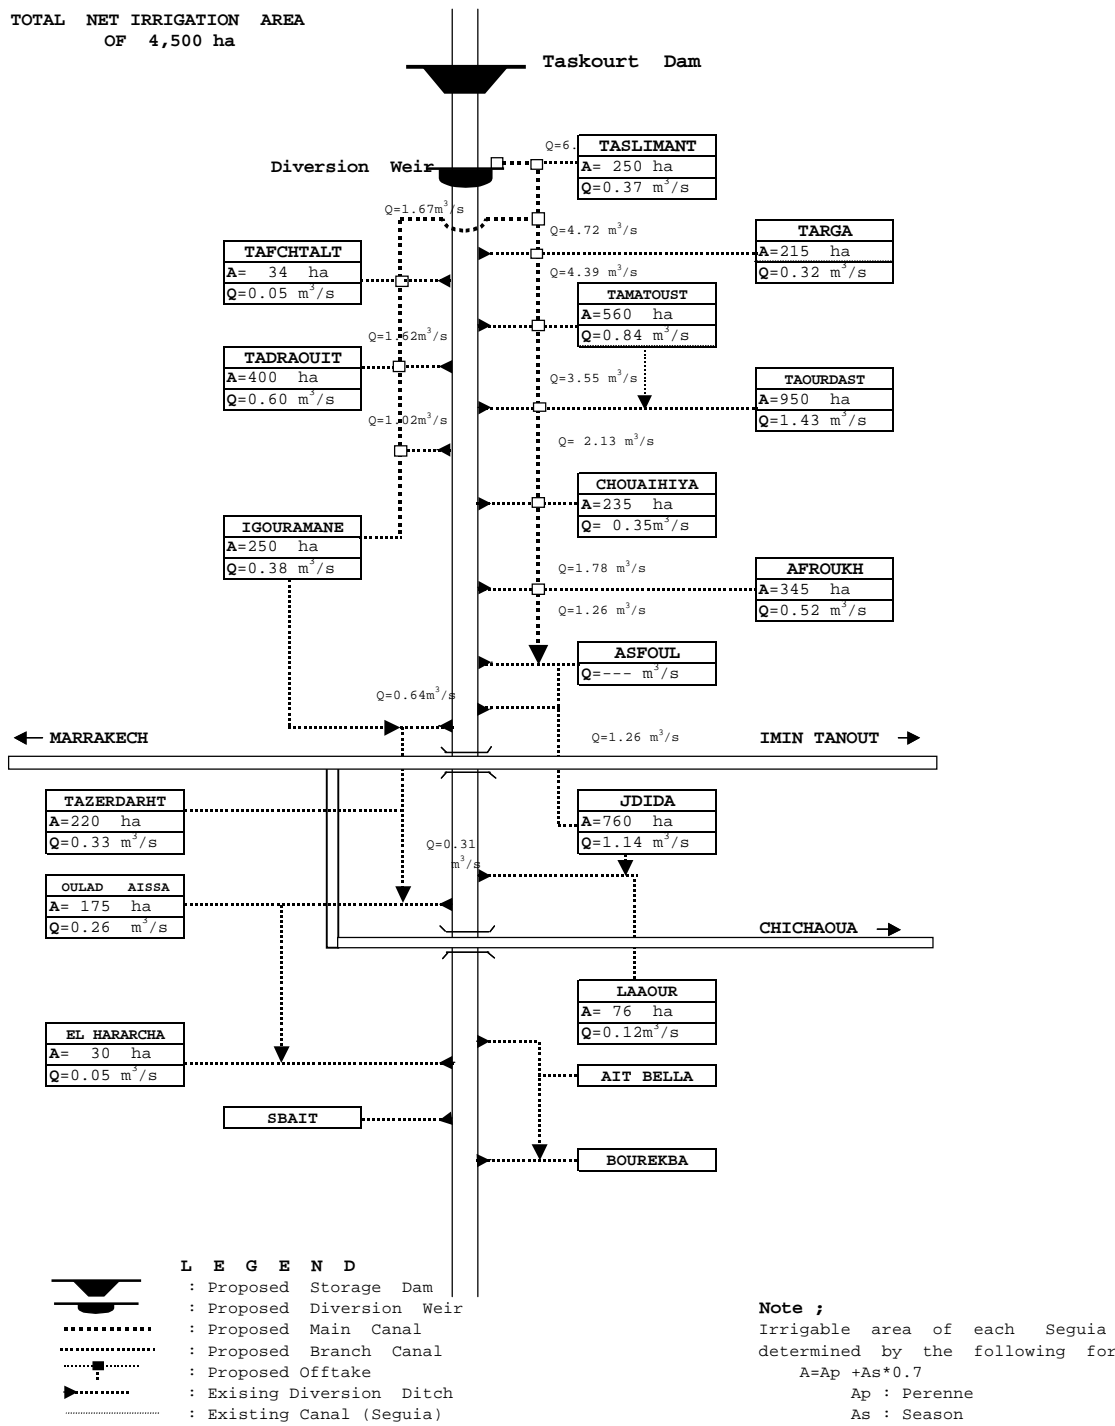 TOTAL NET IRRIGATION AREA
OF 4,500 ha
Taskourt Dam
Diversion Weir
Q=6.
TASLIMANT
A= 250 ha
Q=0.37 m³/s
Q=1.67m³/s
Q=4.72 m³/s
TARGA
A=215 ha
Q=0.32 m³/s
TAFCHTALT
A= 34 ha
Q=0.05 m³/s
Q=4.39 m³/s
TAMATOUST
A=560 ha
Q=0.84 m³/s
Q=1.62m³/s
TADRAOUIT
A=400 ha
Q=0.60 m³/s
Q=3.55 m³/s
TAOURDAST
A=950 ha
Q=1.43 m³/s
Q=1.02m³/s
Q= 2.13 m³/s
CHOUAIHIYA
A=235 ha
Q= 0.35m³/s
IGOURAMANE
A=250 ha
Q=0.38 m³/s
Q=1.78 m³/s
AFROUKH
A=345 ha
Q=0.52 m³/s
Q=1.26 m³/s
ASFOUL
Q=--- m³/s
Q=0.64m³/s
MARRAKECH
Q=1.26 m³/s
IMIN TANOUT
TAZERDARHT
A=220 ha
Q=0.33 m³/s
JDIDA
A=760 ha
Q=1.14 m³/s
Q=0.31
m³/s
OULAD AISSA
A= 175 ha
Q=0.26 m³/s
CHICHAOUA
LAAOUR
A= 76 ha
Q=0.12m³/s
EL HARARCHA
A= 30 ha
Q=0.05 m³/s
AIT BELLA
SBAIT
BOUREKBA
L E G E N D
: Proposed Storage Dam
: Proposed Diversion Weir
: Proposed Main Canal
: Proposed Branch Canal
: Proposed Offtake
: Exising Diversion Ditch
: Existing Canal (Seguia)
Note ;
Irrigable area of each Seguia
determined by the following for
A=Ap +As*0.7
Ap : Perenne
As : Season